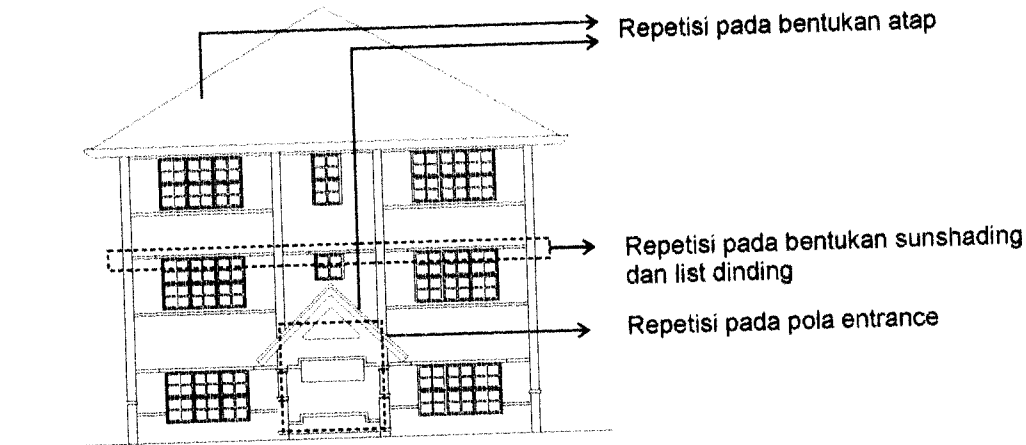 Repetisi pada bentukan atap
Repetisi pada bentukan sunshading
dan list dinding
Repetisi pada pola entrance